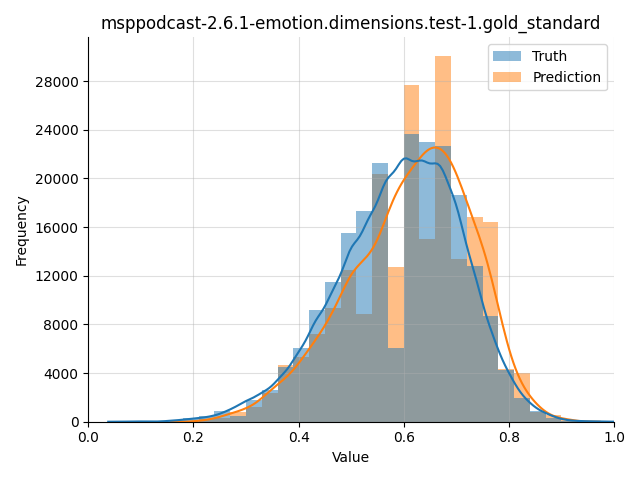 msppodcast-2.6.1-emotion.dimensions.test-1.gold_standard
Truth
Prediction
28000
24000
20000
16000
12000
8000
4000
0
Frequency
0.0 0.2 0.4 0.6 0.8 1.0
Value